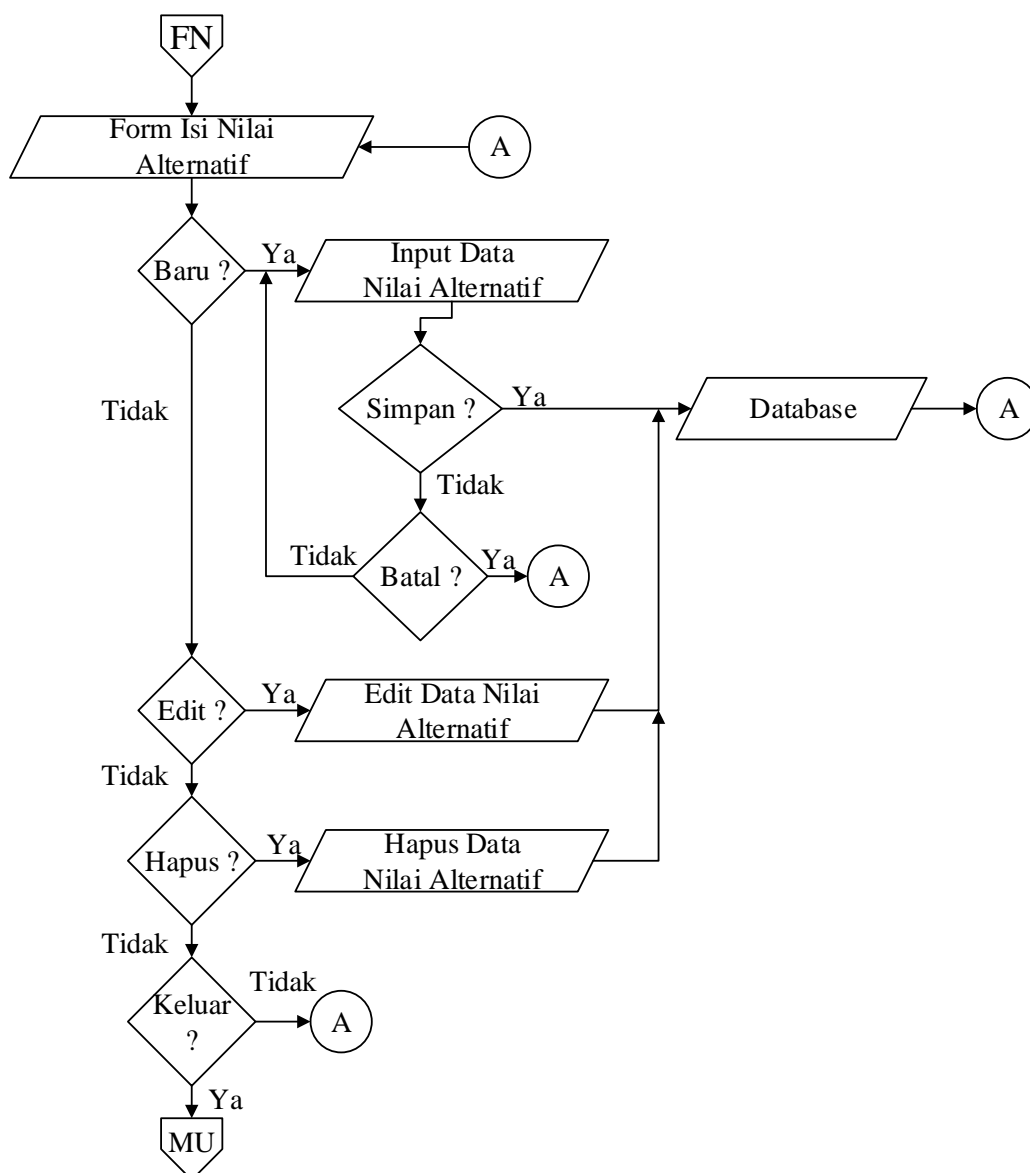 FN
Form Isi Nilai
Alternatif
A
Baru ?
Ya
Input Data
Nilai Alternatif
Tidak
Simpan ?
Ya
Database
A
Tidak
Tidak
Batal ?
Ya
A
Edit ?
Ya
Edit Data Nilai
Alternatif
Tidak
Hapus ?
Ya
Hapus Data
Nilai Alternatif
Tidak
Keluar
?
Tidak
A
Ya
MU